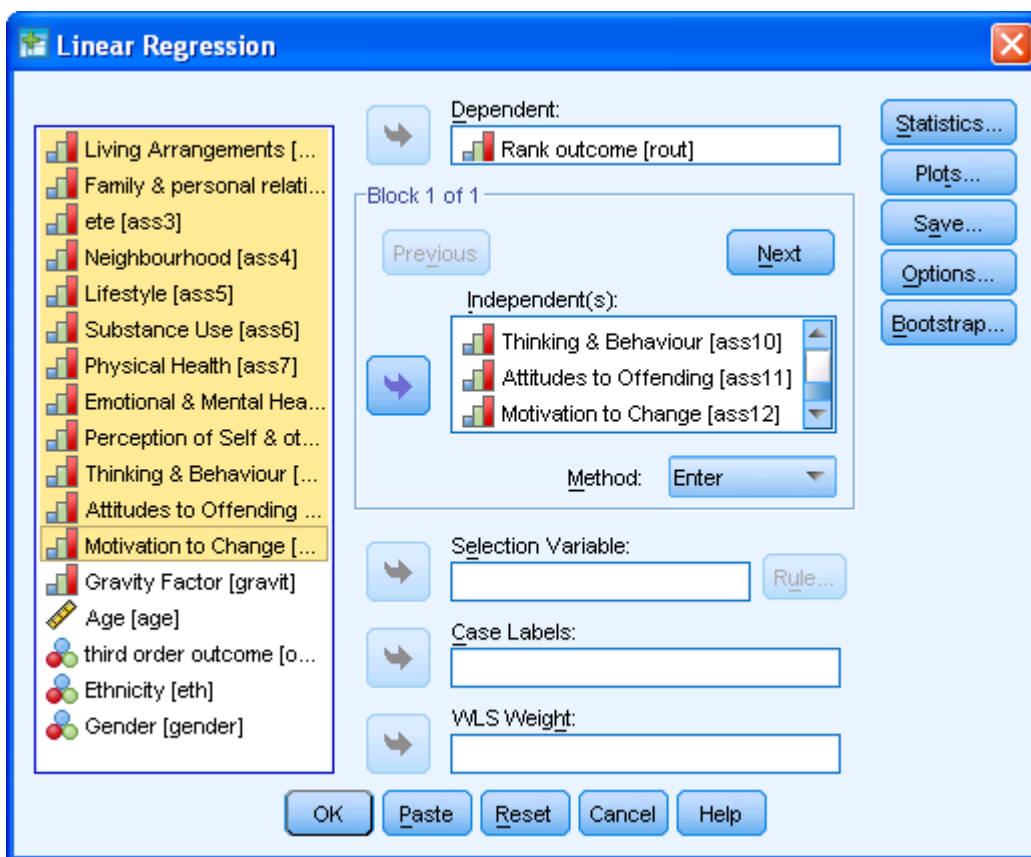 Linear Regression
Living Arrangements [...
Family & personal relati...
ete [ass3]
Neighbourhood [ass4]
Lifestyle [ass5]
Substance Use [ass6]
Physical Health [ass7]
Emotional & Mental Hea...
Perception of Self & ot...
Thinking & Behaviour [...
Attitudes to Offending ...
Motivation to Change [...
Gravity Factor [gravit]
Age [age]
third order outcome [o...
Ethnicity [eth]
Gender [gender]
Dependent:
Rank outcome [rout]
Block 1 of 1
Previous
Next
Independent(s):
Thinking & Behaviour [ass10]
Attitudes to Offending [ass11]
Motivation to Change [ass12]
Method:
Enter
Selection Variable:
Rule...
Case Labels:
WLS Weight:
Statistics...
Plots...
Save...
Options...
Bootstrap...
OK
Paste
Reset
Cancel
Help